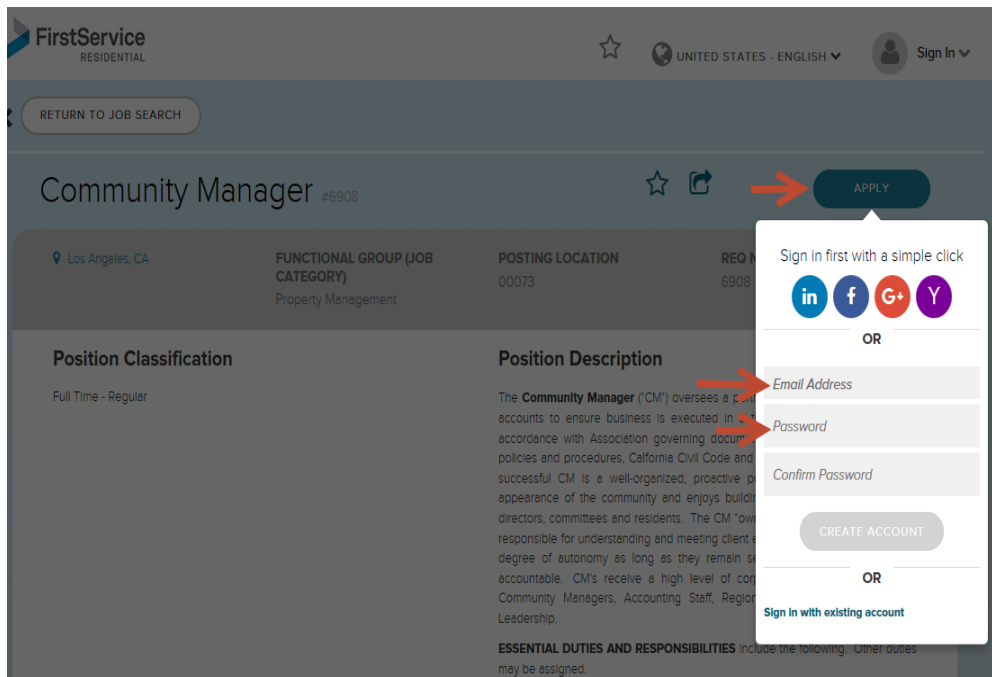 FirstService
RESIDENTIAL
UNITED STATES - ENGLISH
Sign In
RETURN TO JOB SEARCH
Community Manager #6908
APPLY
Los Angeles, CA
FUNCTIONAL GROUP (JOB
CATEGORY)
Property Management
POSTING LOCATION
00073
REQ N
6908
Sign in first with a simple click
in f G+ Y
OR
Email Address
Password
Confirm Password
CREATE ACCOUNT
OR
Sign in with existing account
Position Classification
Full Time - Regular
Position Description
The Community Manager ("CM") oversees a
accounts to ensure business is executed in
accordance with Association governing
policies and procedures, Calfornia Civil Code and
successful CM is a well-organized, proactive
appearance of the community and enjoys
directors, committees and residents. The CM
responsible for understanding and meeting client
degree of autonomy as long as they remain
accountable. CM's receive a high level of
Community Managers, Accounting Staff,
Leadership.
ESSENTIAL DUTIES AND RESPONSIBILITIES include the following. Other duties
may be assigned.